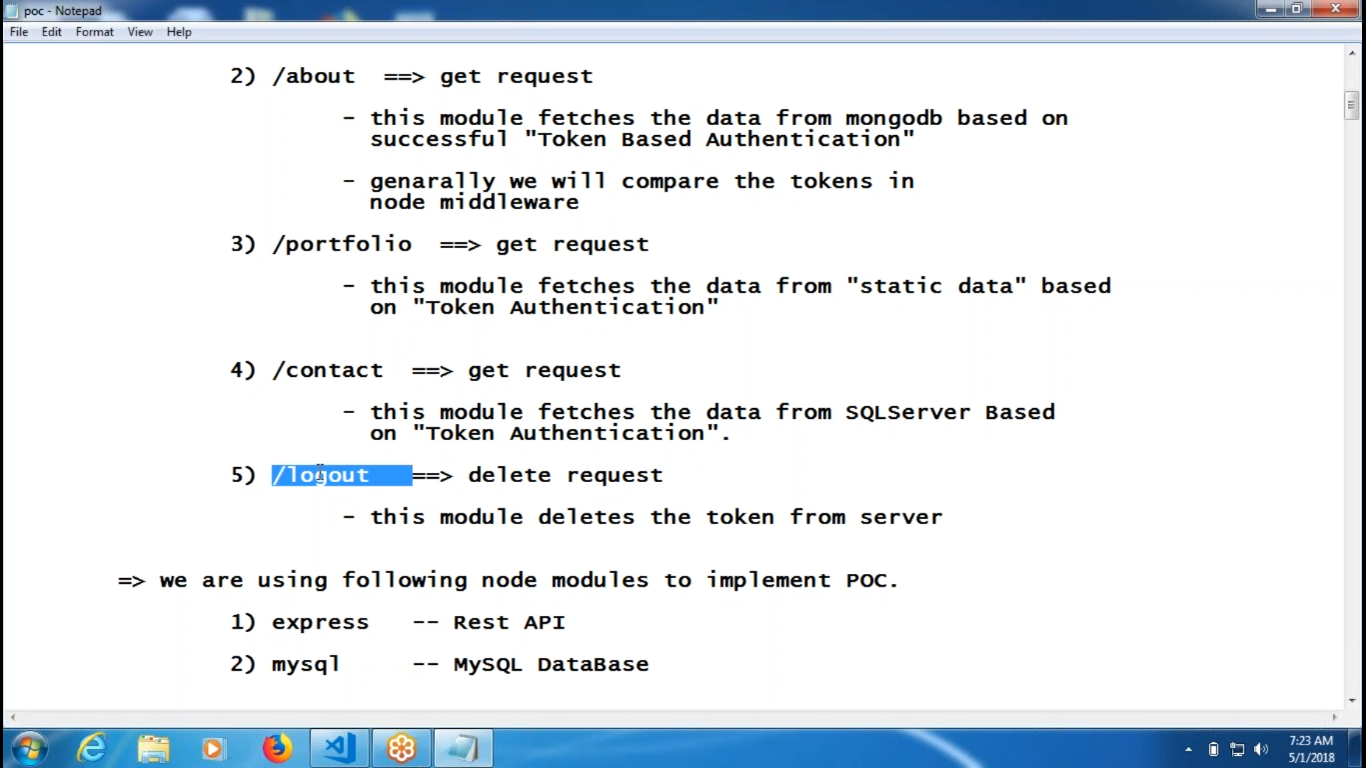 poc - Notepad
File Edit Format View Help
2) /about ==> get request
- this module fetches the data from mongodb based on
successful "Token Based Authentication"
- genarally we will compare the tokens in
node middleware
3) /portfolio ==> get request
- this module fetches the data from "static data" based
on "Token Authentication"
4) /contact ==> get request
- this module fetches the data from SQLServer Based
on "Token Authentication".
5) /logout ==> delete request
- this module deletes the token from server
=> we are using following node modules to implement POC.
1) express -- Rest API
2) mysql -- MySQL DataBase
7:23 AM
5/1/2018